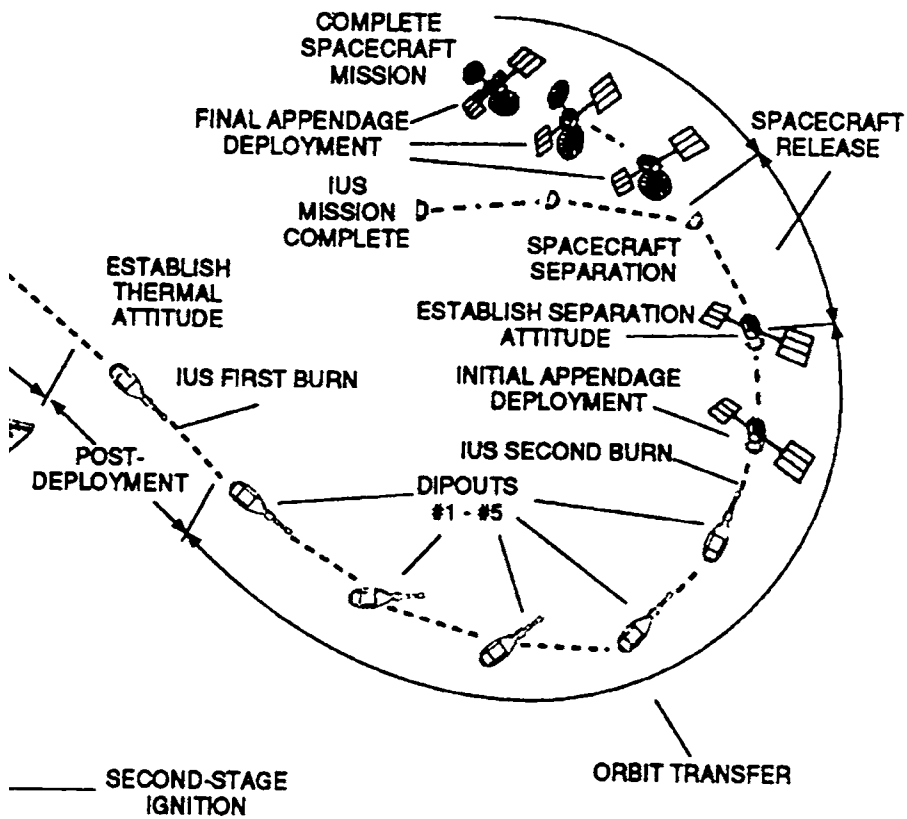 COMPLETE
SPACECRAFT
MISSION
FINAL APPENDAGE
DEPLOYMENT
SPACECRAFT
RELEASE
IUS
MISSION
COMPLETE
SPACECRAFT
SEPARATION
ESTABLISH
THERMAL
ATTITUDE
ESTABLISH SEPARATION
ATTITUDE
IUS FIRST BURN
INITIAL APPENDAGE
DEPLOYMENT
POST-
DEPLOYMENT
IUS SECOND BURN
DIPOUTS
#1 - #5
ORBIT TRANSFER
SECOND-STAGE
IGNITION